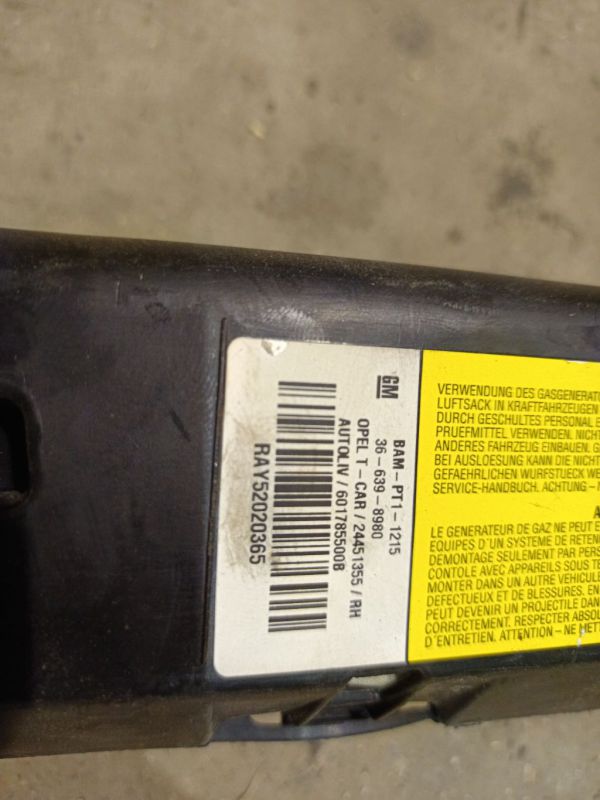 GM
BAM-PT1-1215
36-639-8980
OPEL T-CAR / 24451355 / RH
AUTOLIV / 601785500B
RAY52020365
VERWENDUNG DES GASGENERATO
LUFTSACK IN KRAFTFAHRZEUGEN
DURCH GESCHULTES PERSONAL E
PRUEFMITTEL VERWENDEN. NICHT
ANDERES FAHRZEUG EINBAUEN. G
BEI AUSLOESUNG KANN DIE NICHT
GEFAEHRLICHEN WURFSTUECK WE
SERVICE-HANDBUCH. ACHTUNG -
A
LE GENERATEUR DE GAZ NE PEUT E
EQUIPES D'UN SYSTEME DE RETEN
DEMONTAGE SEULEMENT PAR PERS
CONTOLE AVEC APPAREILS SOUS TE
MONTER DANS UN AUTRE VEHICULE
DEFECTUEUX ET DE BLESSURES. EN
PEUT DEVENIR UN PROJECTILE DAN
CORRECTEMENT. RESPECTER ABSOL
D'ENTRETIEN. ATTENTION - NE METT